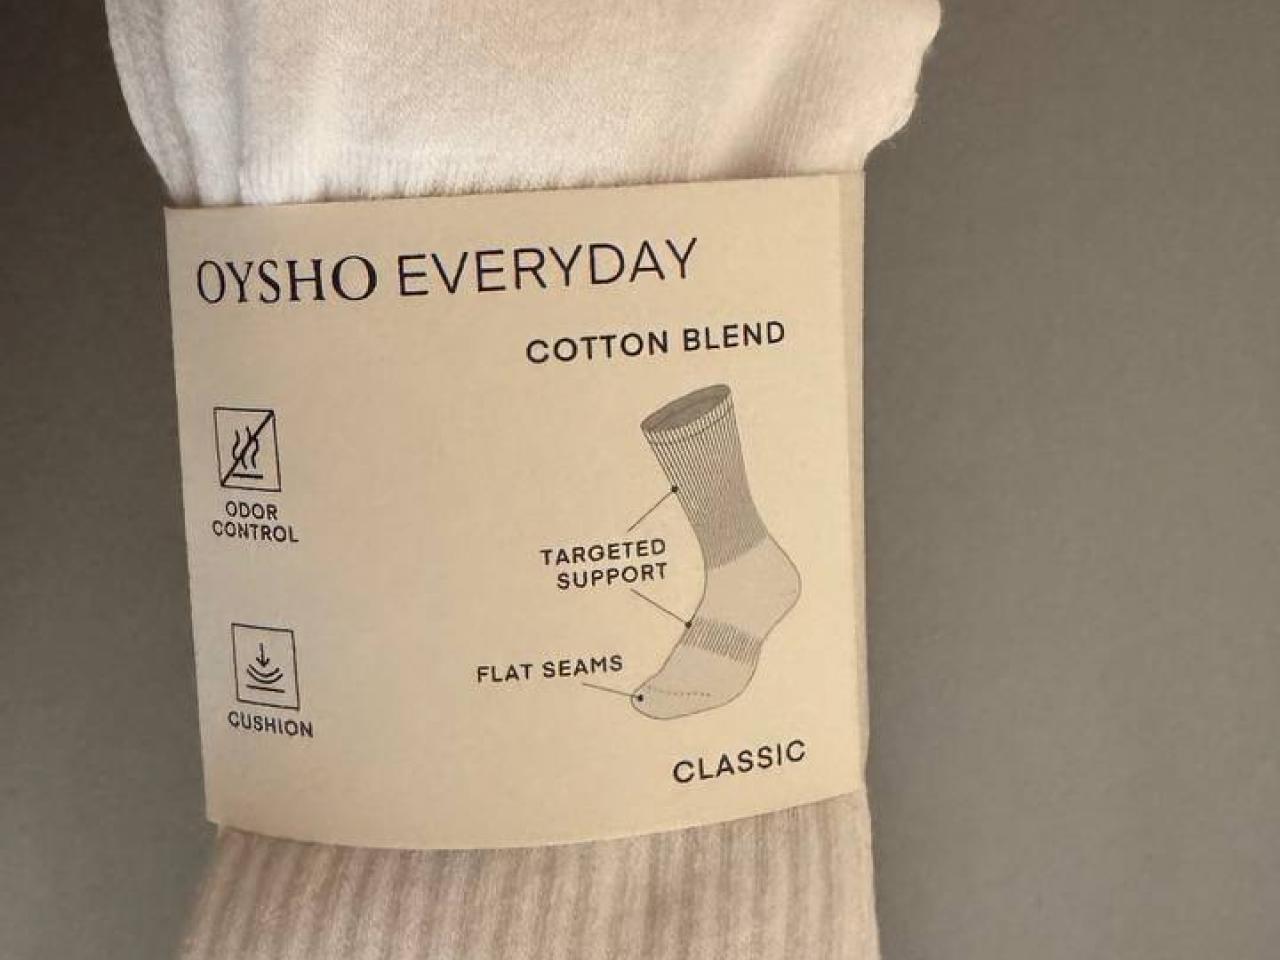 OYSHO EVERYDAY
COTTON BLEND
ODOR
CONTROL
TARGETED
SUPPORT
FLAT SEAMS
CUSHION
CLASSIC